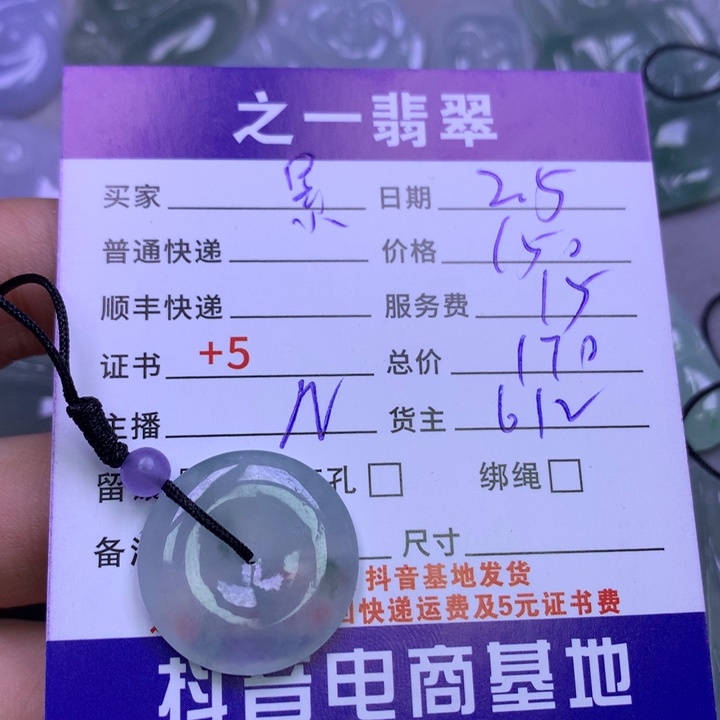 之一翡翠
买家 景 日期 2.5
普通快递 价格 150
顺丰快递 服务费 15
证书 +5 总价 170
主播 N 货主 612
留 孔 绑绳
备 尺寸
抖音基地发货
快递运费及5元证书费
抖音电商基地